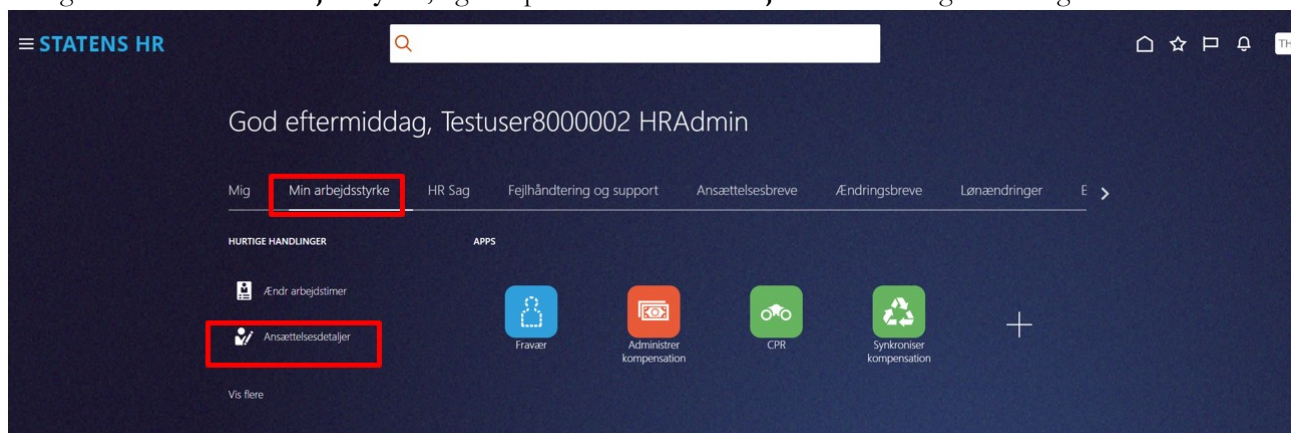 STATENS HR
TH
God eftermiddag, Testuser8000002 HRAdmin
Mig Min arbejdsstyrke HR Sag Fejlhåndtering og support Ansættelsesbreve Ændringsbreve Lønændringer E
HURTIGE HANDLINGER APPS
Ændr arbejdstimer
Ansættelsesdetaljer
Fravær Administrer kompensation CPR Synkroniser kompensation
Vis flere